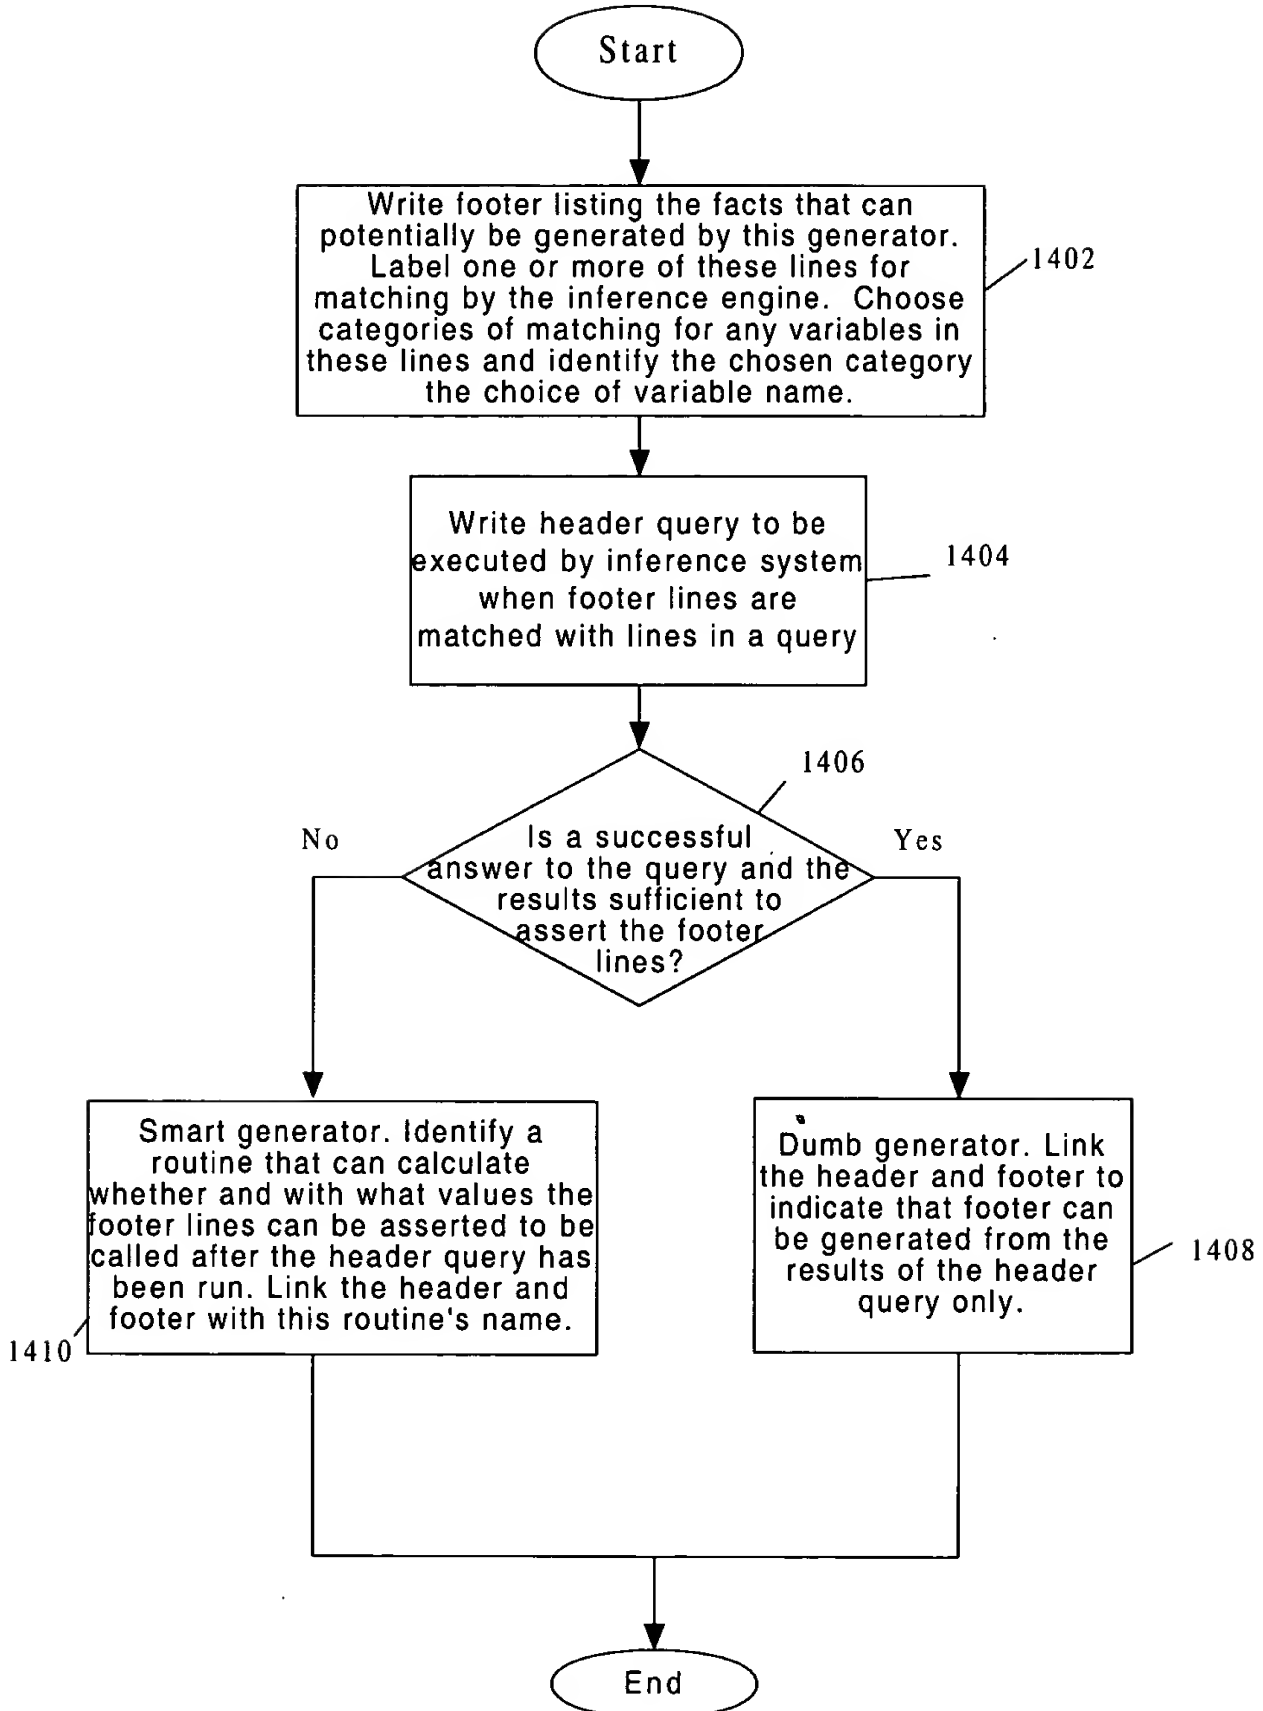 Start
Write footer listing the facts that can
potentially be generated by this generator.
Label one or more of these lines for
matching by the inference engine. Choose
categories of matching for any variables in
these lines and identify the chosen category
the choice of variable name.
1402
Write header query to be
executed by inference system
when footer lines are
matched with lines in a query
1404
1406
No
Yes
Is a successful
answer to the query and the
results sufficient to
assert the footer
lines?
Smart generator. Identify a
routine that can calculate
whether and with what values the
footer lines can be asserted to be
called after the header query has
been run. Link the header and
footer with this routine's name.
1410
Dumb generator. Link
the header and footer to
indicate that footer can
be generated from the
results of the header
query only.
1408
End